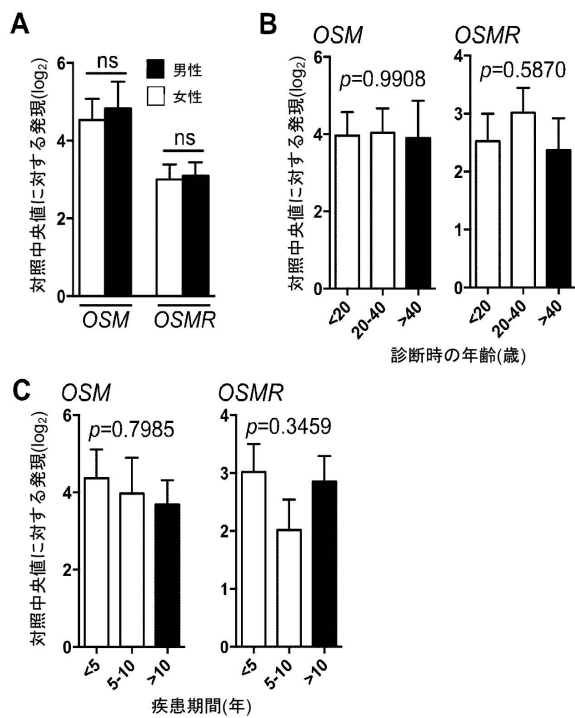 A
対照中央値に対する発現(log₂)
6
4
2
0
ns
ns
男性
女性
OSM
OSMR
B
OSM
OSMR
対照中央値に対する発現(log₂)
6
4
2
0
p=0.9908
4
3
2
1
0
p=0.5870
<20
20-40
>40
<20
20-40
>40
診断時の年齢(歳)
C
OSM
OSMR
対照中央値に対する発現(log₂)
6
4
2
0
p=0.7985
4
3
2
1
0
p=0.3459
<5
5-10
>10
<5
5-10
>10
疾患期間(年)